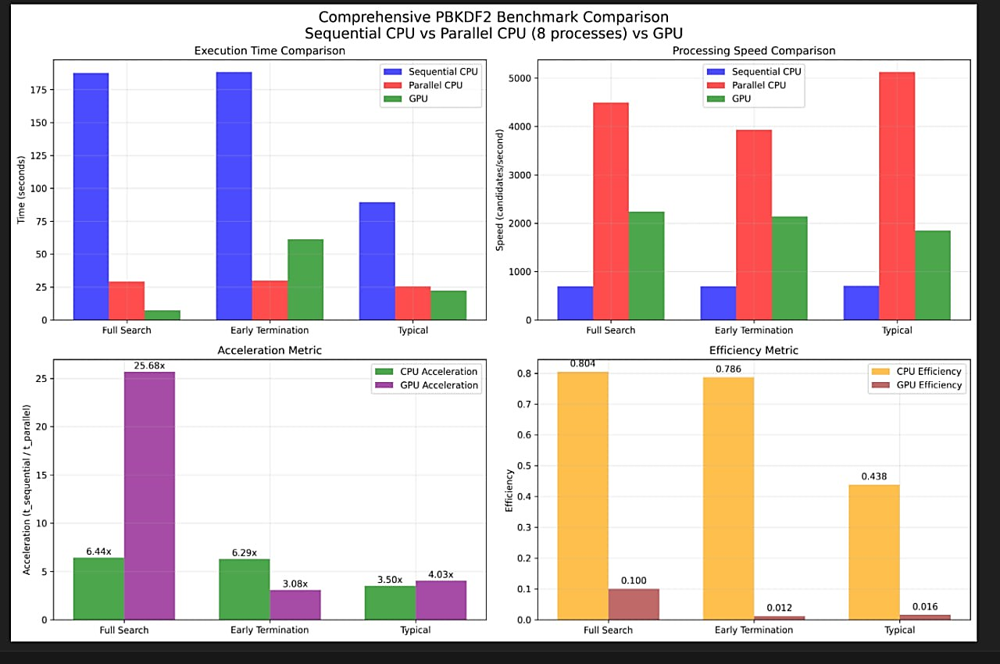 Comprehensive PBKDF2 Benchmark Comparison
Sequential CPU vs Parallel CPU (8 processes) vs GPU
Execution Time Comparison
Time (seconds)
175
150
125
100
75
50
25
0
Sequential CPU
Parallel CPU
GPU
Full Search
Early Termination
Typical
Processing Speed Comparison
Speed (candidates/second)
5000
4000
3000
2000
1000
0
Sequential CPU
Parallel CPU
GPU
Full Search
Early Termination
Typical
Acceleration Metric
Acceleration (t_sequential / t_parallel)
25
20
15
10
5
0
CPU Acceleration
GPU Acceleration
6.44x
25.68x
6.29x
3.08x
3.50x
4.03x
Full Search
Early Termination
Typical
Efficiency Metric
Efficiency
0.8
0.7
0.6
0.5
0.4
0.3
0.2
0.1
0.0
CPU Efficiency
GPU Efficiency
0.804
0.100
0.786
0.012
0.438
0.016
Full Search
Early Termination
Typical